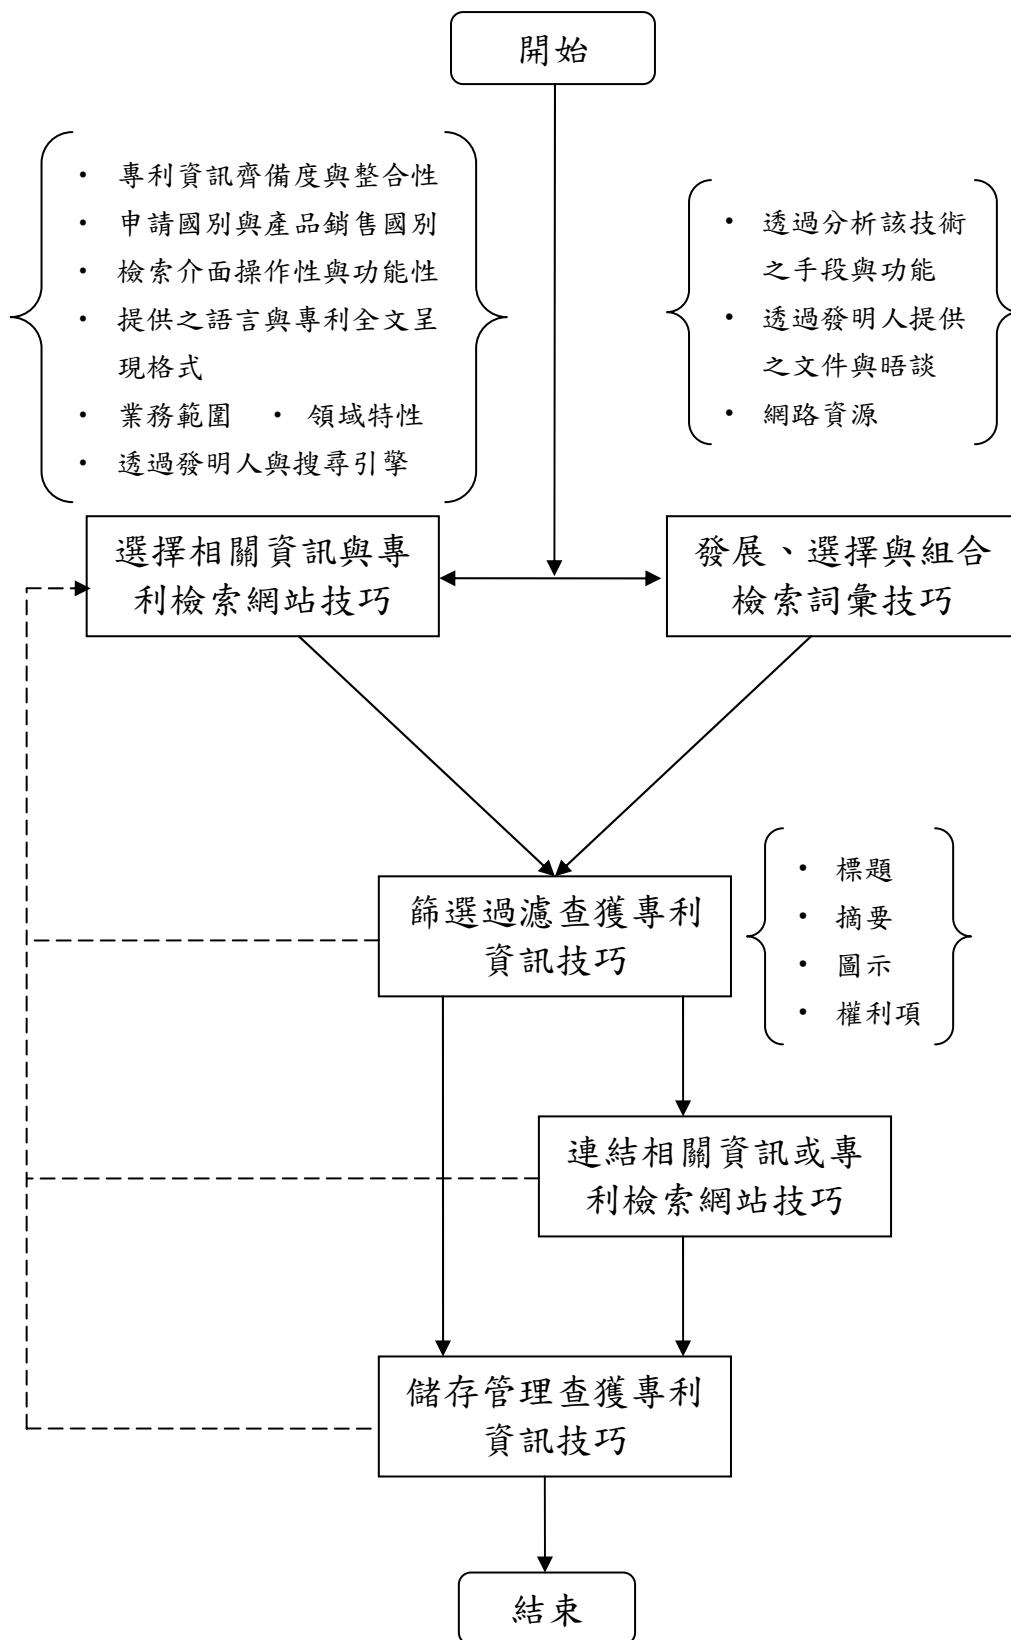 開始
・ 專利資訊齊備度與整合性
・ 申請國別與產品銷售國別
・ 檢索介面操作性與功能性
・ 提供之語言與專利全文呈
現格式
・ 業務範圍 ・ 領域特性
・ 透過發明人與搜尋引擎
・ 透過分析該技術
之手段與功能
・ 透過發明人提供
之文件與晤談
・ 網路資源
選擇相關資訊與專
利檢索網站技巧
發展、選擇與組合
檢索詞彙技巧
篩選過濾查獲專利
資訊技巧
・ 標題
・ 摘要
・ 圖示
・ 權利項
連結相關資訊或專
利檢索網站技巧
儲存管理查獲專利
資訊技巧
結束